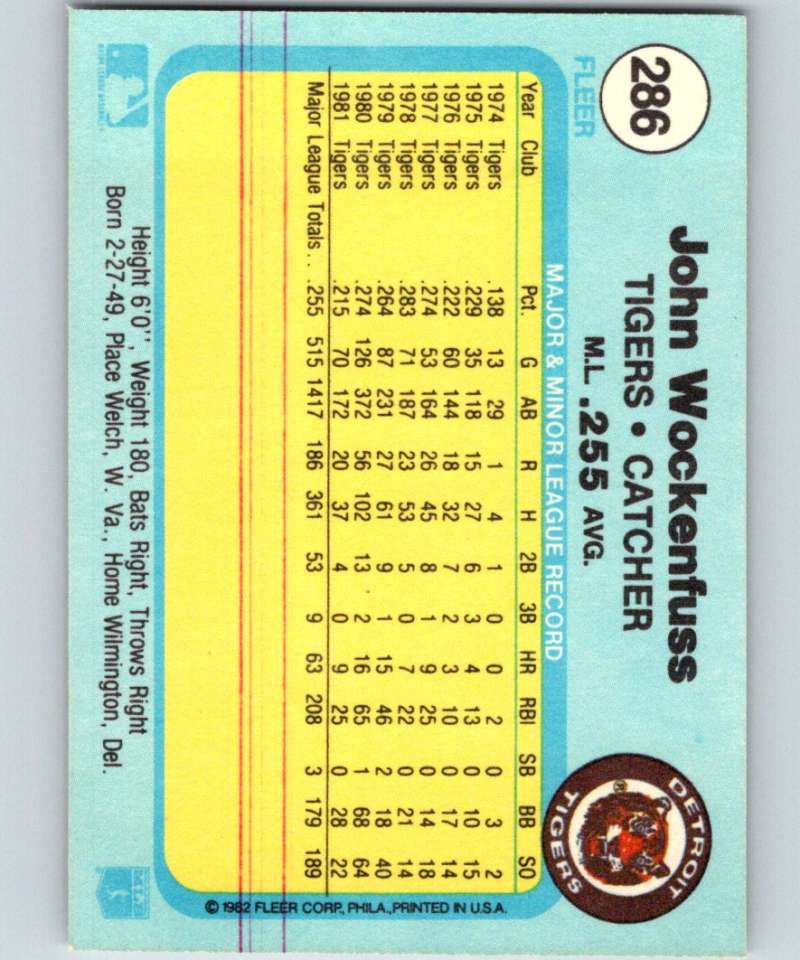 286
FLEER
John Wockenfuss
TIGERS • CATCHER
M.L. .255 AVG.
DETROIT TIGERS
®
MAJOR & MINOR LEAGUE RECORD
Year Club Pct. G AB R H 2B 3B HR RBI SB BB SO
1974 Tigers .138 13 29 1 4 1 0 0 2 0 3 2
1975 Tigers .229 35 118 15 27 6 3 4 13 0 10 15
1976 Tigers .222 60 144 18 32 7 2 3 10 0 17 14
1977 Tigers .274 53 164 26 45 8 1 9 25 0 14 18
1978 Tigers .283 71 187 23 53 5 0 7 22 0 21 14
1979 Tigers .264 87 231 27 61 9 1 15 46 2 18 40
1980 Tigers .274 126 372 56 102 13 2 16 65 1 68 64
1981 Tigers .215 70 172 20 37 4 0 9 25 0 28 22
Major League Totals . . .255 515 1417 186 361 53 9 63 208 3 179 189
© 1982 FLEER CORP., PHILA., PRINTED IN U.S.A.
Height 6'0", Weight 180, Bats Right, Throws Right
Born 2-27-49, Place Welch, W. Va., Home Wilmington, Del.